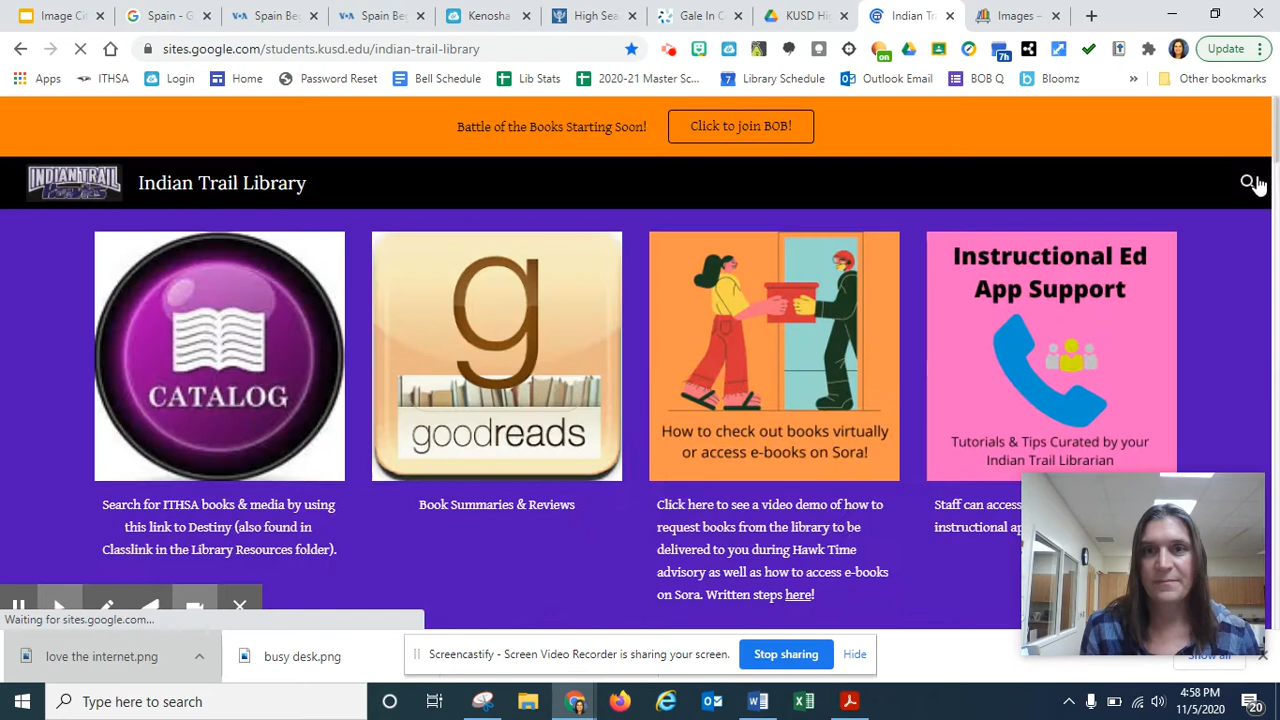 Image Ci
Spain - G
Spain Be
Spain Be
Kenosha
High Sea
Gale In C
KUSD Ha
Indian Tr
Images –
sites.google.com/students.kusd.edu/indian-trail-library
on
7h
Update
Apps
ITHSA
Login
Home
Password Reset
Bell Schedule
Lib Stats
2020-21 Master Sc...
Library Schedule
Outlook Email
BOB Q
Bloomz
»
Other bookmarks
Battle of the Books Starting Soon!
Click to join BOB!
INDIAN TRAIL
Hawks
Indian Trail Library
CATALOG
g
goodreads
How to check out books virtually
or access e-books on Sora!
Instructional Ed
App Support
Tutorials & Tips Curated by your
Indian Trail Librarian
Search for ITHSA books & media by using
this link to Destiny (also found in
Classlink in the Library Resources folder).
Book Summaries & Reviews
Click here to see a video demo of how to
request books from the library to be
delivered to you during Hawk Time
advisory as well as how to access e-books
on Sora. Written steps here!
Staff can access
instructional
Waiting for sites.google.com...
love the internet.png
busy desk.png
Screencastify - Screen Video Recorder is sharing your screen.
Stop sharing
Hide
Show all
Type here to search
4:58 PM
11/5/2020
20